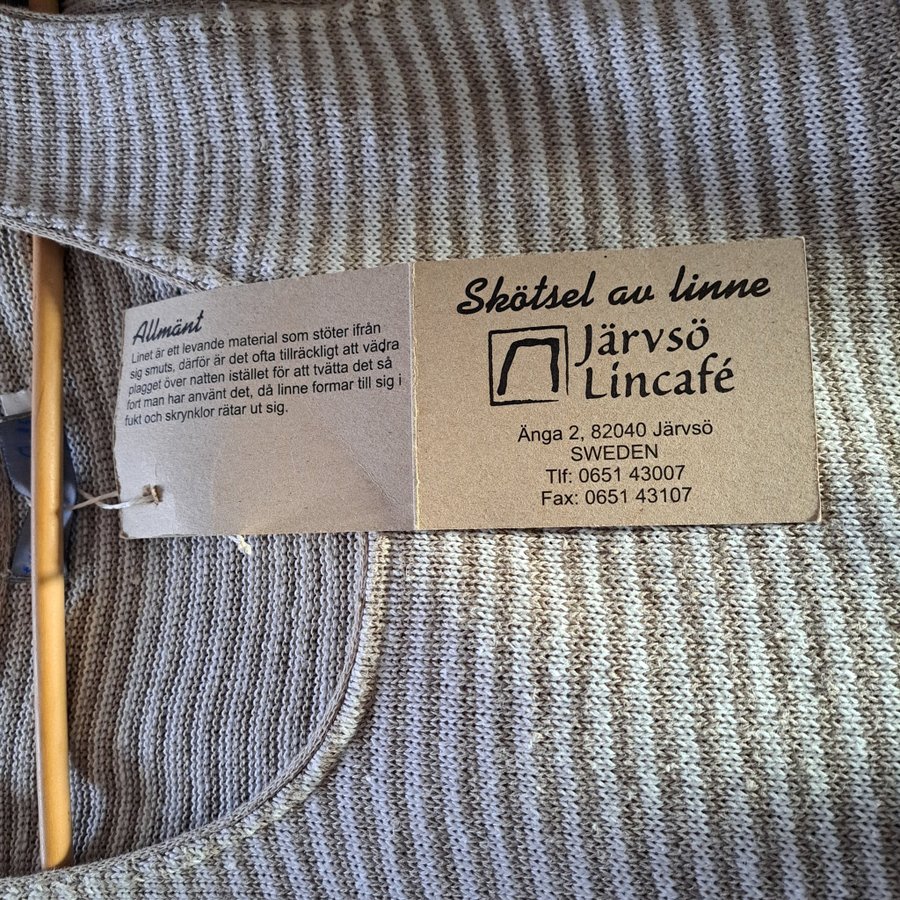 Allmänt
Linet är ett levande material som stöter ifrån
sig smuts, därför är det ofta tillräckligt att vädra
plagget över natten istället för att tvätta det så
fort man har använt det, då linne formar till sig i
fukt och skrynklor rätar ut sig.
Skötsel av linne
Järvsö
Lincafé
Änga 2, 82040 Järvsö
SWEDEN
Tlf: 0651 43007
Fax: 0651 43107